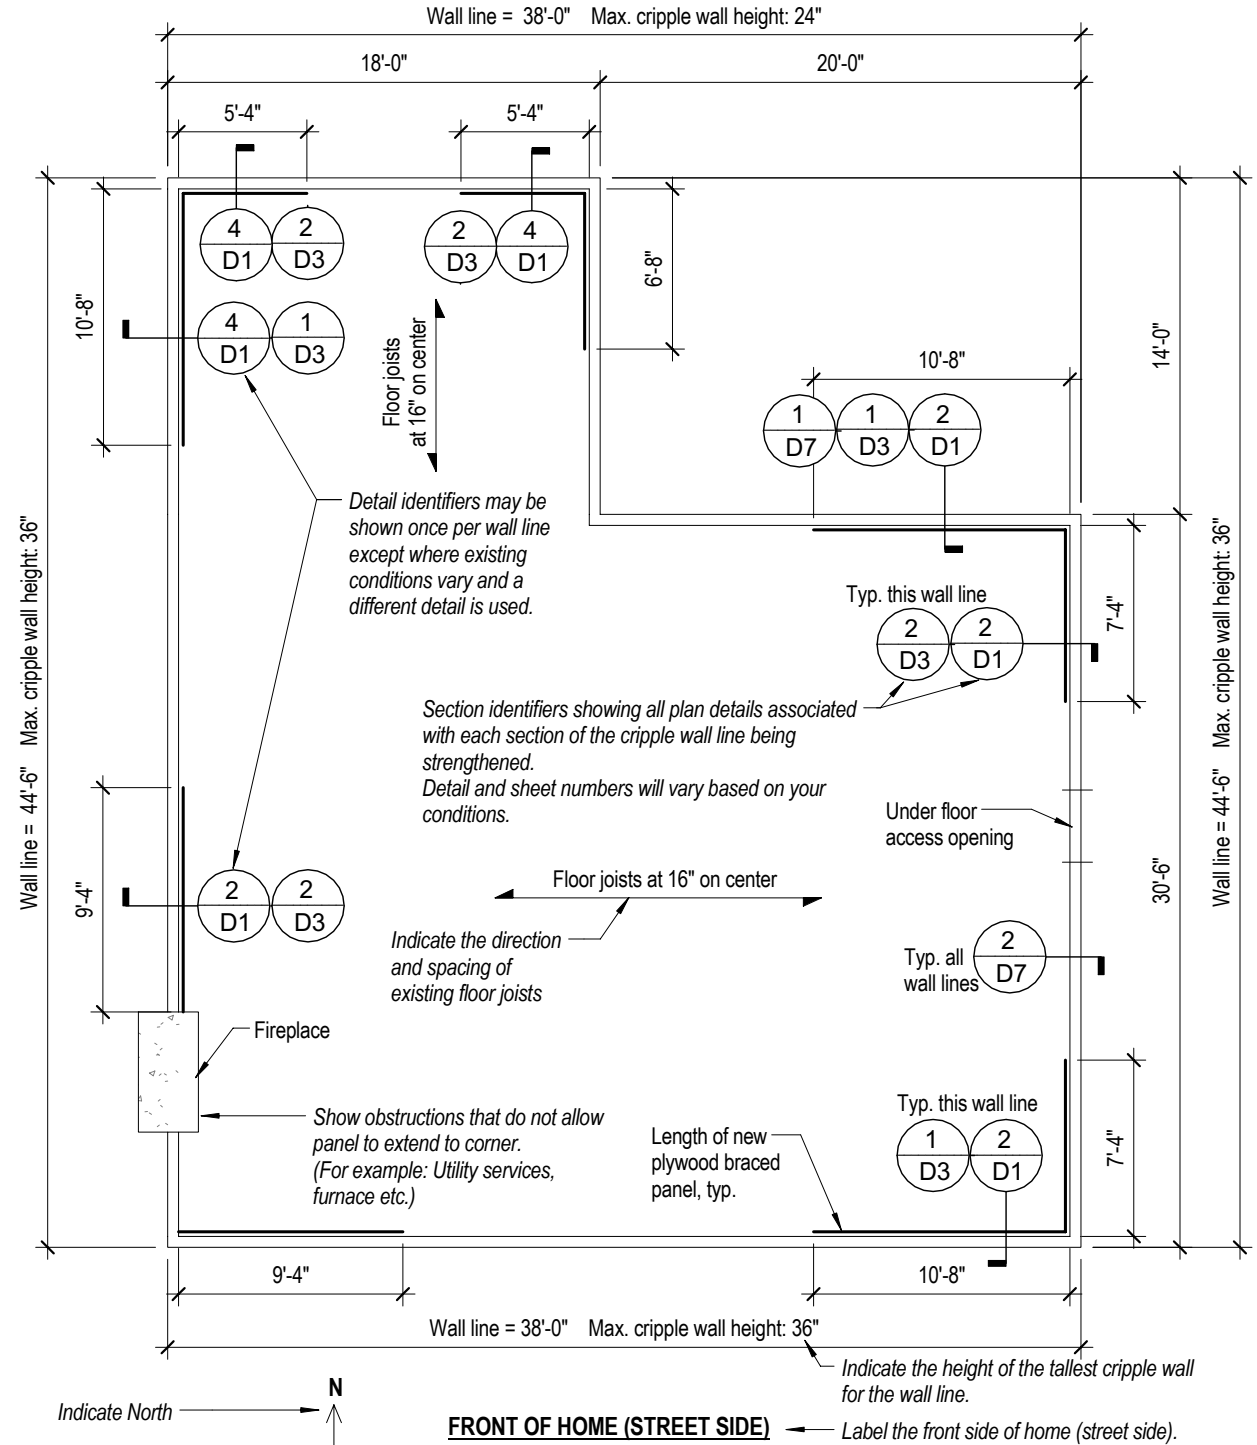 Wall line = 38'-0" Max. cripple wall height: 24"
18'-0"
20'-0"
5'-4"
5'-4"
4
D1
2
D3
2
D3
4
D1
10'-8"
6'-8"
4
D1
1
D3
Floor joists
at 16" on center
14'-0"
10'-8"
1
D7
1
D3
2
D1
Detail identifiers may be
shown once per wall line
except where existing
conditions vary and a
different detail is used.
Wall line = 44'-6" Max. cripple wall height: 36"
Wall line = 44'-6" Max. cripple wall height: 36"
Typ. this wall line
2
D3
2
D1
7'-4"
Section identifiers showing all plan details associated
with each section of the cripple wall line being
strengthened.
Detail and sheet numbers will vary based on your
conditions.
Under floor
access opening
9'-4"
2
D1
2
D3
Floor joists at 16" on center
30'-6"
Indicate the direction
and spacing of
existing floor joists
Typ. all
wall lines
2
D7
Fireplace
Show obstructions that do not allow
panel to extend to corner.
(For example: Utility services,
furnace etc.)
Length of new
plywood braced
panel, typ.
Typ. this wall line
1
D3
2
D1
7'-4"
9'-4"
10'-8"
Wall line = 38'-0" Max. cripple wall height: 36"
Indicate the height of the tallest cripple wall
for the wall line.
N
Indicate North
FRONT OF HOME (STREET SIDE)
Label the front side of home (street side).